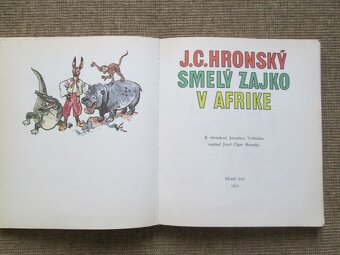 J.C.HRONSKÝ
SMELÝ ZAJKO
V AFRIKE
K obrázkom Jaroslava Vodrážku
napísal Jozef Cíger Hronský
Mladé letá
1977